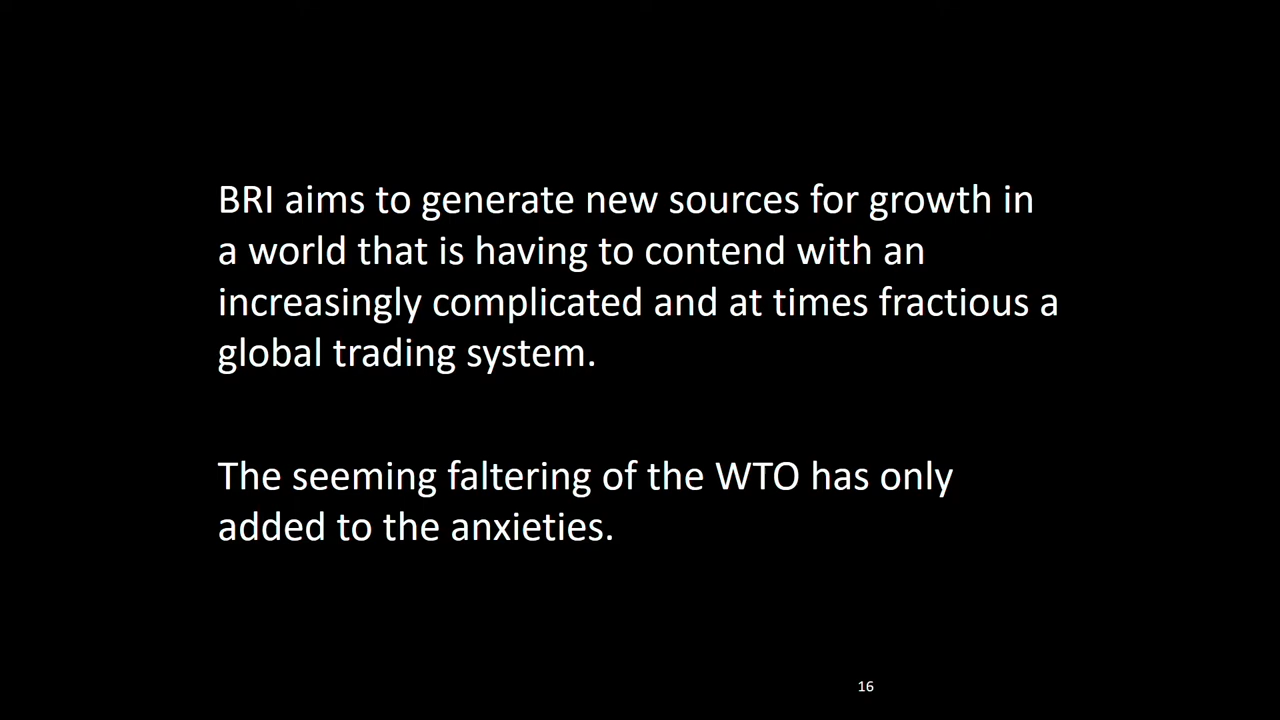 BRI aims to generate new sources for growth in
a world that is having to contend with an
increasingly complicated and at times fractious a
global trading system.
The seeming faltering of the WTO has only
added to the anxieties.
16